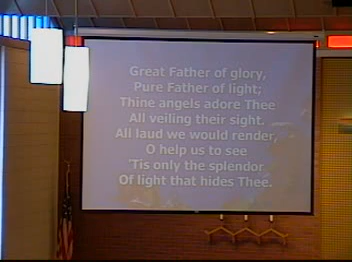 Great Father of glory,
Pure Father of light;
Thine angels adore Thee
All veiling their sight.
All laud we would render,
O help us to see
'Tis only the splendor
Of light that hides Thee.